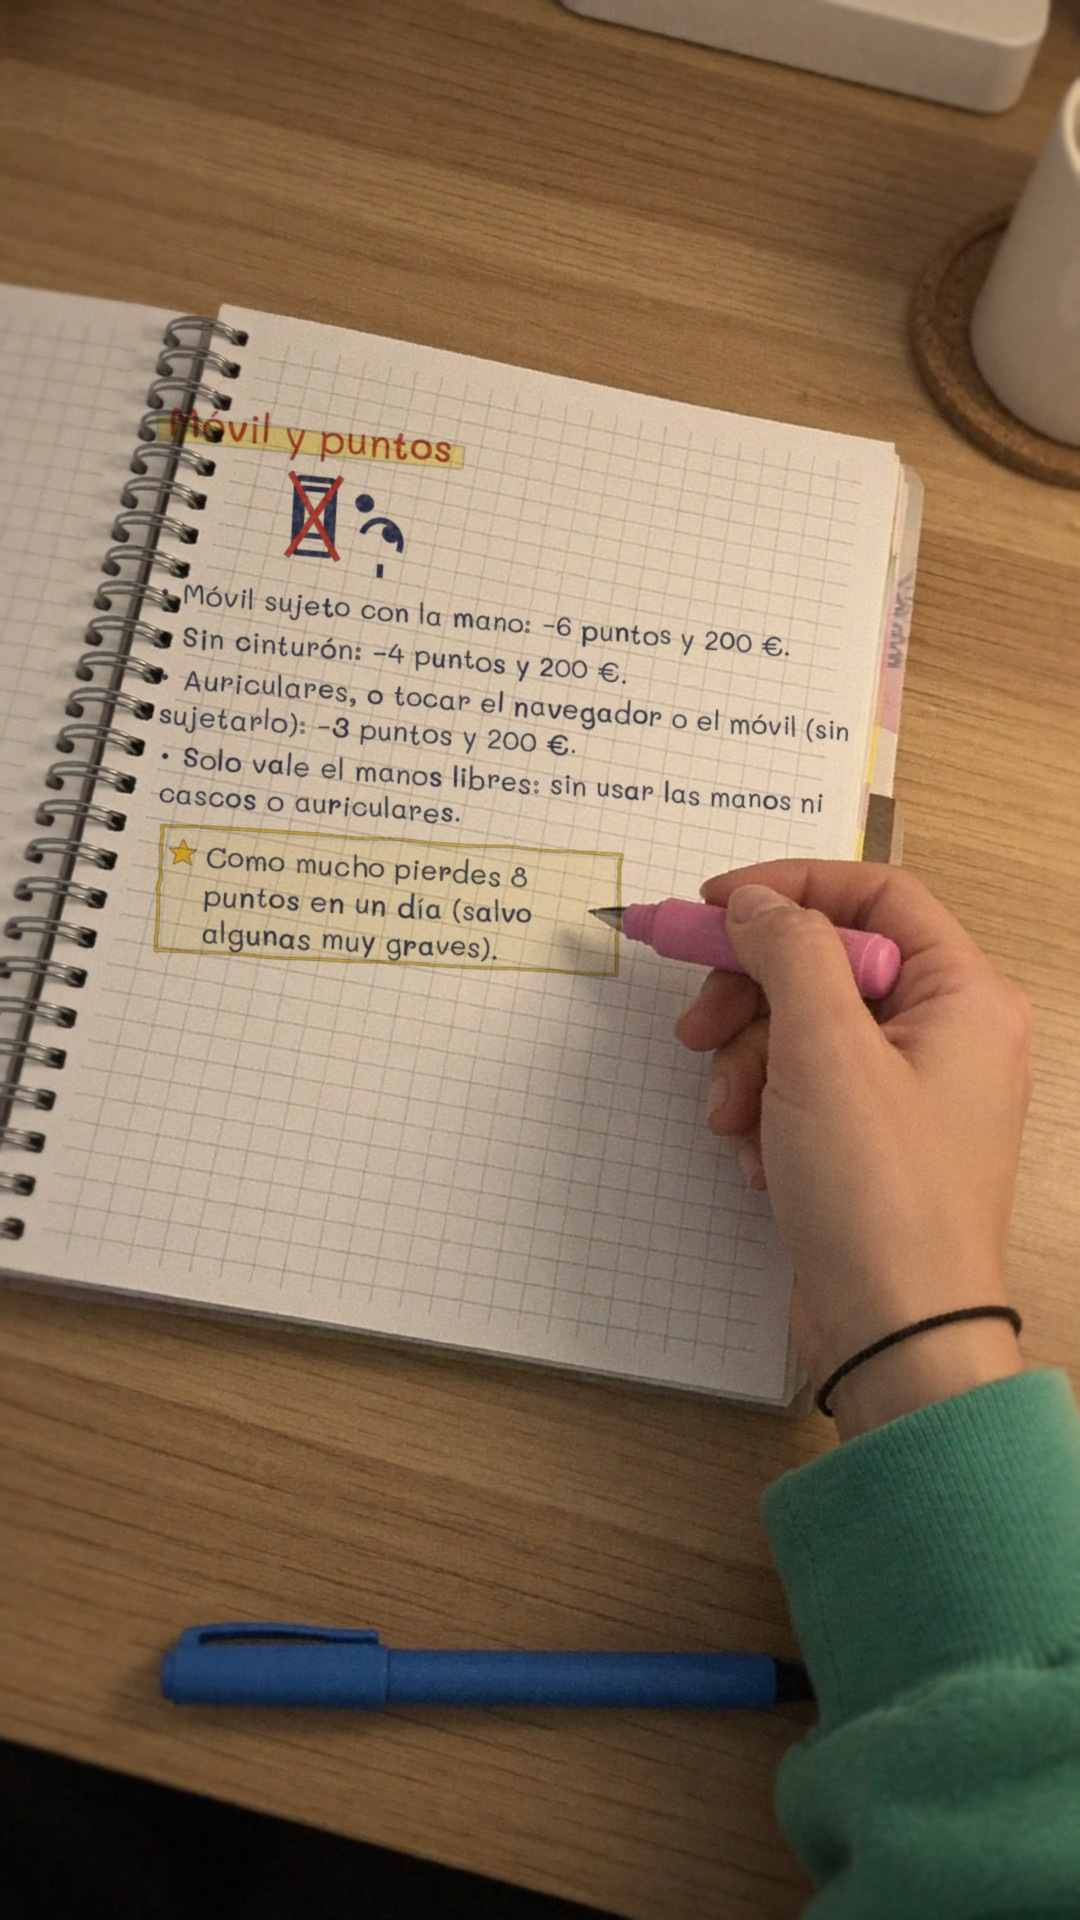 Móvil y puntos
• Móvil sujeto con la mano: -6 puntos y 200 €.
• Sin cinturón: -4 puntos y 200 €.
• Auriculares, o tocar el navegador o el móvil (sin
sujetarlo): -3 puntos y 200 €.
• Solo vale el manos libres: sin usar las manos ni
cascos o auriculares.
Como mucho pierdes 8
puntos en un día (salvo
algunas muy graves).